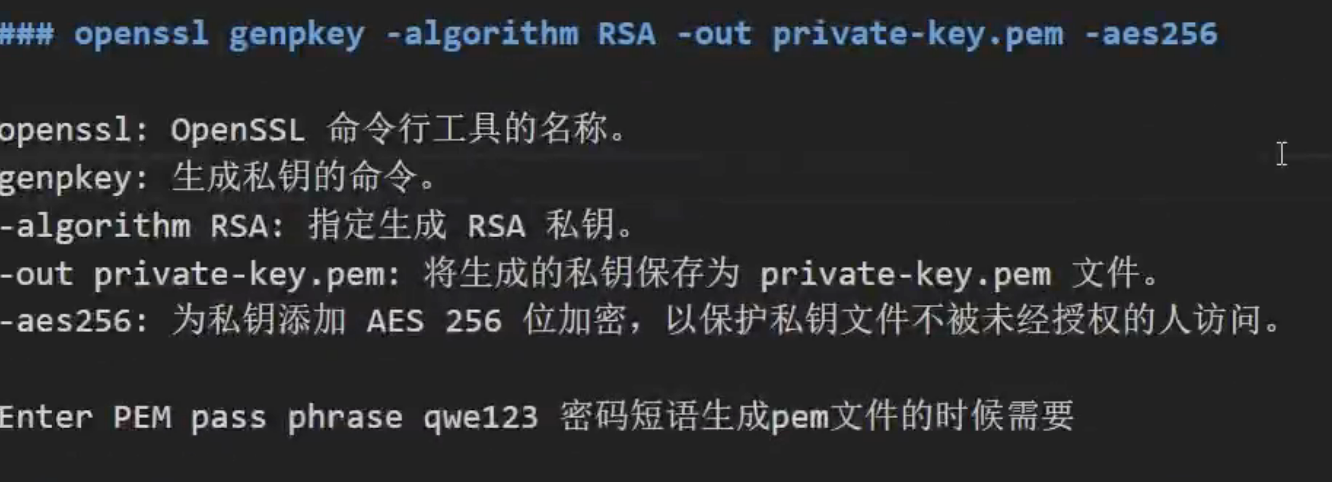 ### openssl genpkey -algorithm RSA -out private-key.pem -aes256
openssl: OpenSSL 命令行工具的名称。
genpkey: 生成私钥的命令。
-algorithm RSA: 指定生成 RSA 私钥。
-out private-key.pem: 将生成的私钥保存为 private-key.pem 文件。
-aes256: 为私钥添加 AES 256 位加密，以保护私钥文件不被未经授权的人访问。
Enter PEM pass phrase qwe123 密码短语生成pem文件的时候需要